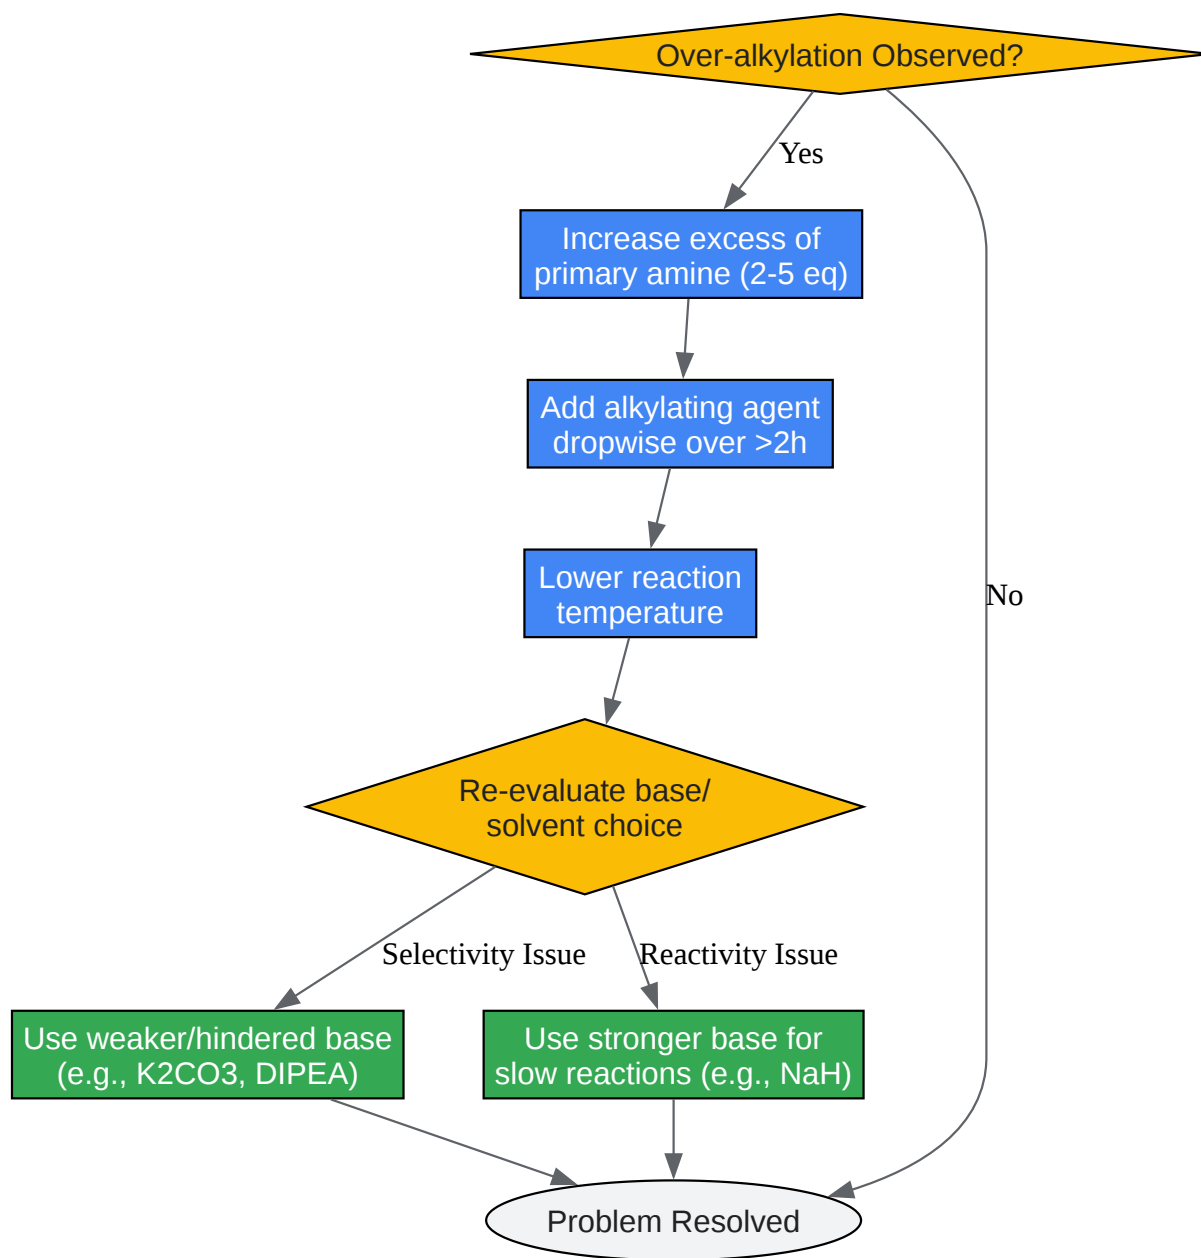 Over-alkylation Observed?
Yes
Increase excess of
primary amine (2-5 eq)
Add alkylating agent
dropwise over >2h
Lower reaction
temperature
No
Re-evaluate base/
solvent choice
Selectivity Issue
Reactivity Issue
Use weaker/hindered base
(e.g., K2CO3, DIPEA)
Use stronger base for
slow reactions (e.g., NaH)
Problem Resolved